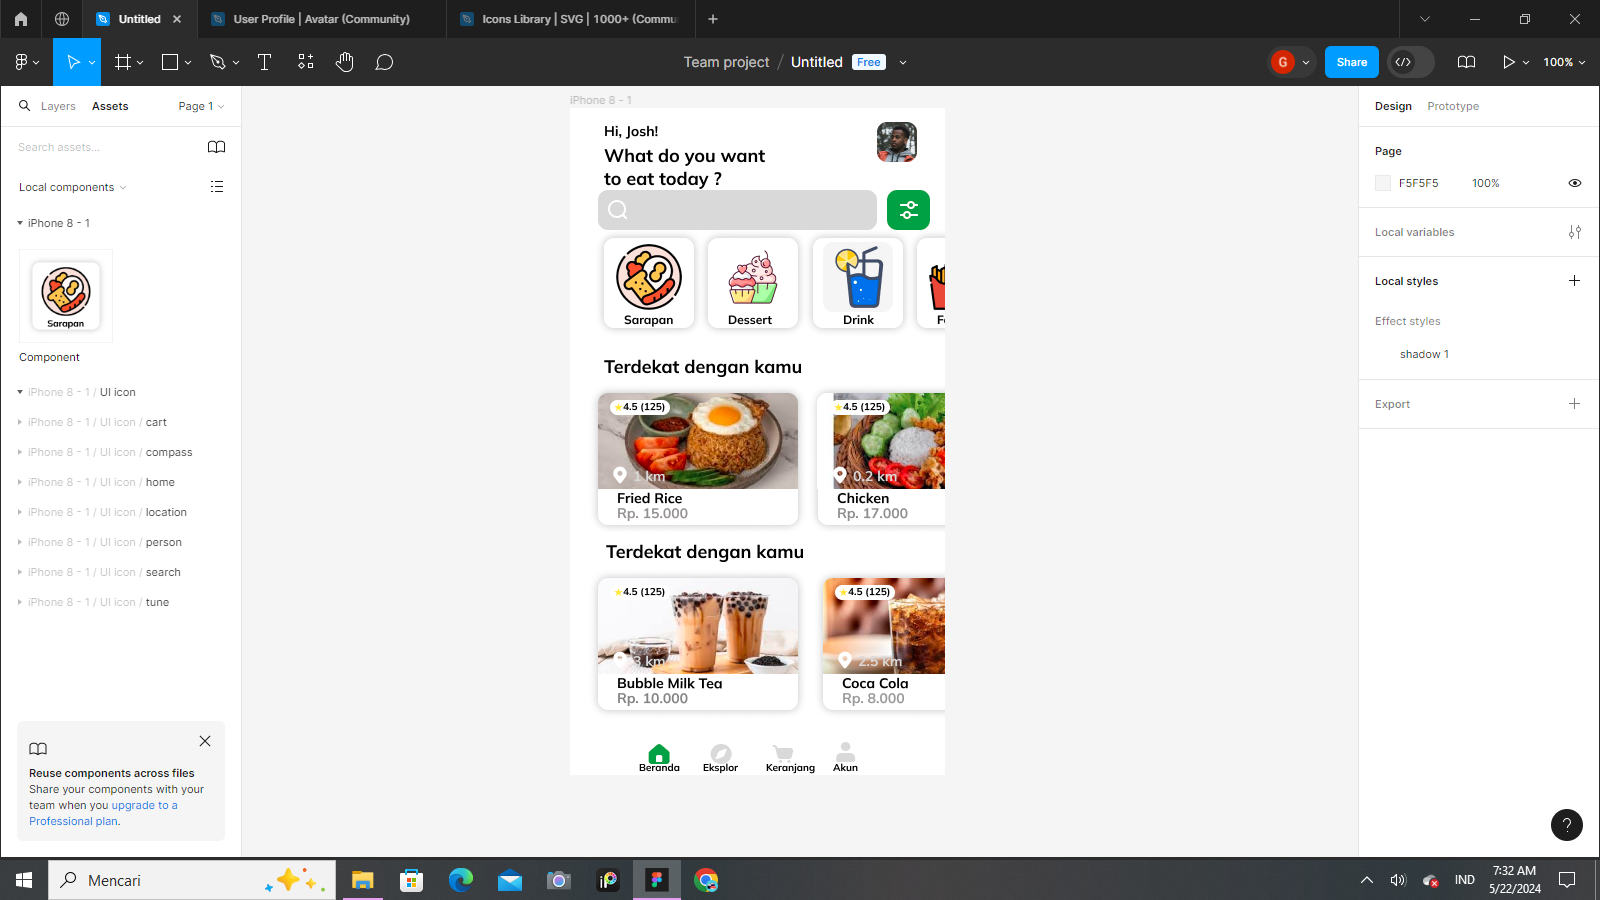 Untitled
User Profile | Avatar (Community)
Icons Library | SVG | 1000+ (Commu
Team project / Untitled Free
G
Share
100%
Layers Assets Page 1
Search assets...
Local components
iPhone 8 - 1
Sarapan
Component
iPhone 8 - 1 / UI icon
iPhone 8 - 1 / UI icon / cart
iPhone 8 - 1 / UI icon / compass
iPhone 8 - 1 / UI icon / home
iPhone 8 - 1 / UI icon / location
iPhone 8 - 1 / UI icon / person
iPhone 8 - 1 / UI icon / search
iPhone 8 - 1 / UI icon / tune
Reuse components across files
Share your components with your
team when you upgrade to a
Professional plan.
iPhone 8 - 1
Hi, Josh!
What do you want
to eat today ?
Sarapan Dessert Drink
Terdekat dengan kamu
4.5 (125) 4.5 (125)
1 km 0.2 km
Fried Rice Chicken
Rp. 15.000 Rp. 17.000
Terdekat dengan kamu
4.5 (125) 4.5 (125)
3 km 2.5 km
Bubble Milk Tea Coca Cola
Rp. 10.000 Rp. 8.000
Beranda Eksplor Keranjang Akun
Design Prototype
Page
F5F5F5 100%
Local variables
Local styles
Effect styles
shadow 1
Export
?
Mencari
iP
IND
7:32 AM
5/22/2024